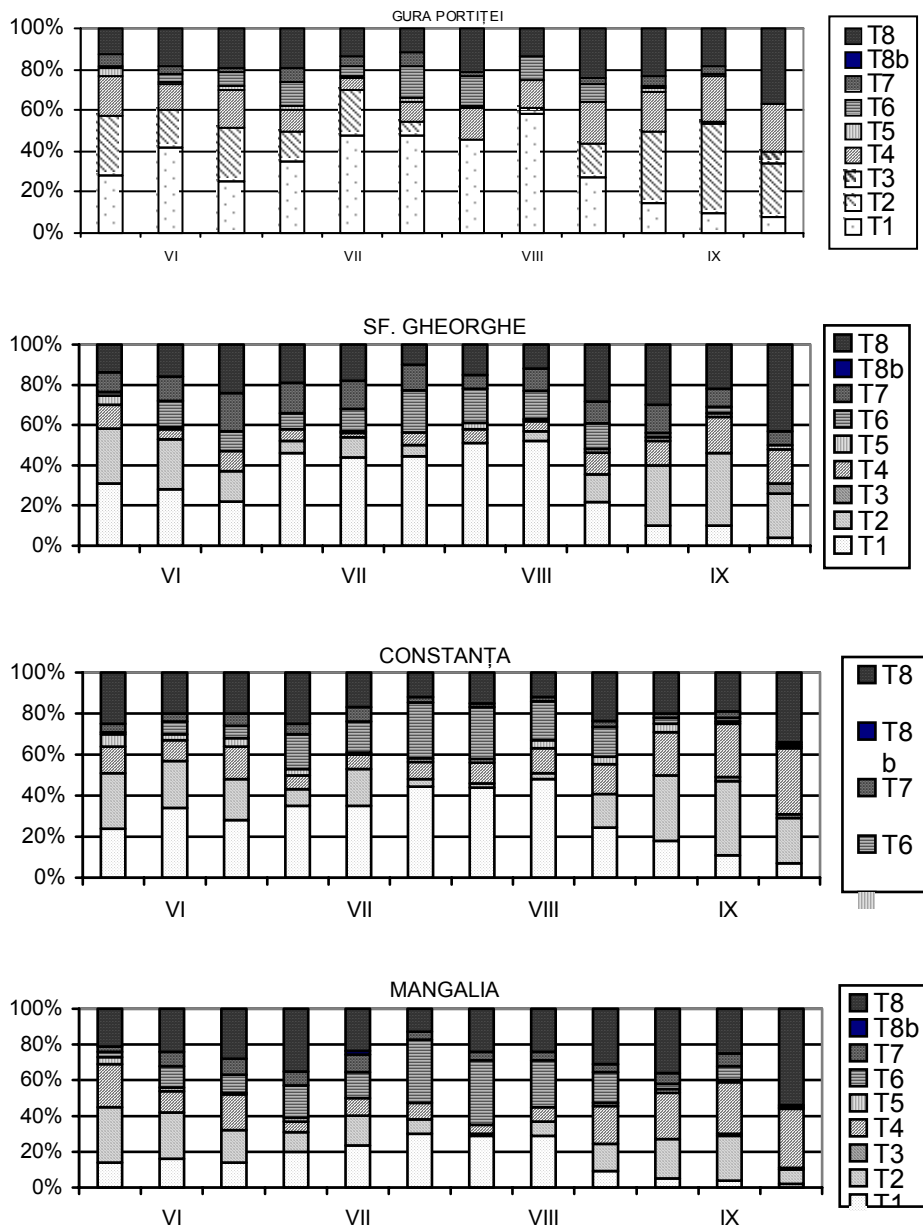 GURA PORTIȚEI
100%
80%
60%
40%
20%
0%
VI VII VIII IX
T8
T8b
T7
T6
T5
T4
T3
T2
T1
SF. GHEORGHE
100%
80%
60%
40%
20%
0%
VI VII VIII IX
T8
T8b
T7
T6
T5
T4
T3
T2
T1
CONSTANȚA
100%
80%
60%
40%
20%
0%
VI VII VIII IX
T8
T8
b
T7
T6
MANGALIA
100%
80%
60%
40%
20%
0%
VI VII VIII IX
T8
T8b
T7
T6
T5
T4
T3
T2
T1